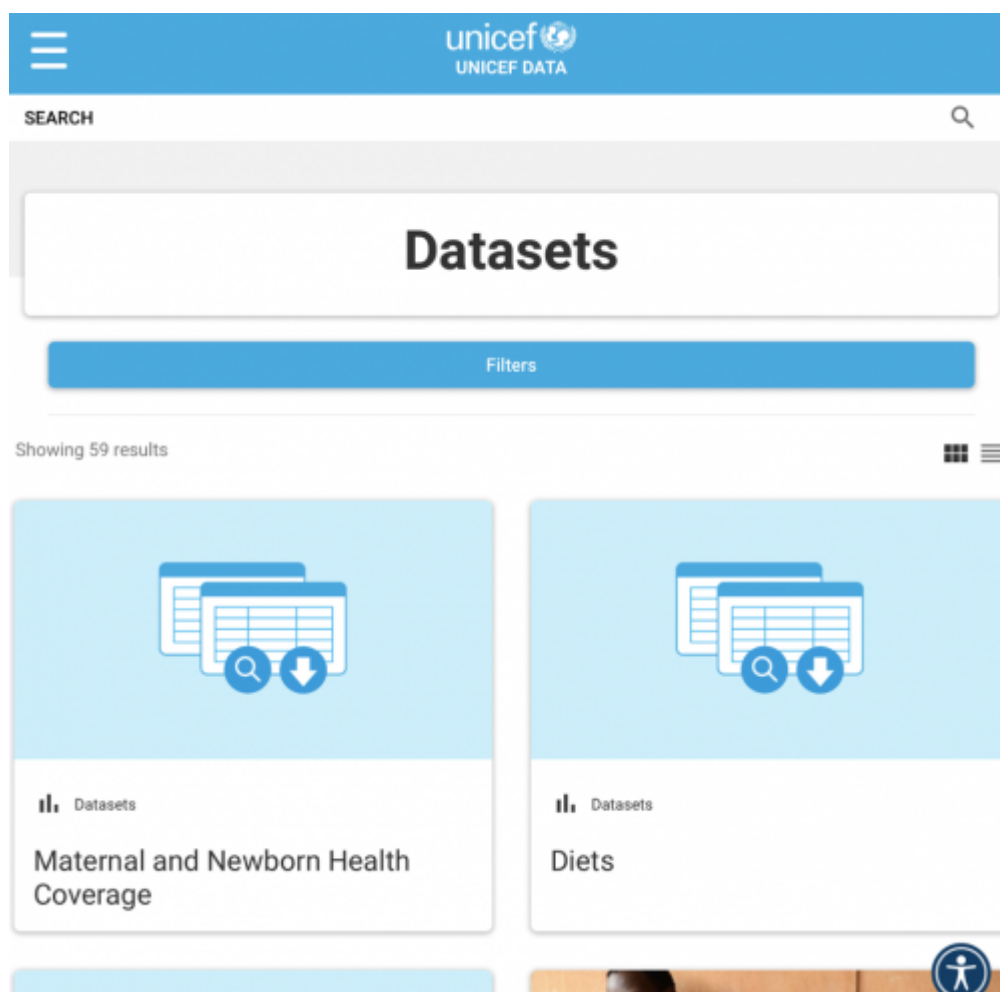 unicef
UNICEF DATA
SEARCH
Datasets
Filters
Showing 59 results
Datasets
Maternal and Newborn Health
Coverage
Datasets
Diets